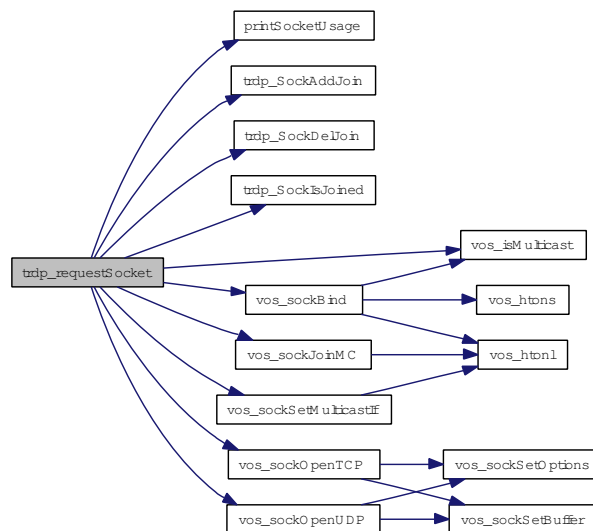 printSocketUsage
trdp_SockAddJoin
trdp_SockDelJoin
trdp_SockIsJoined
vos_isMulticast
trdp_requestSocket
vos_sockBind
vos_htons
vos_sockJoinMC
vos_htonl
vos_sockSetMulticastIf
vos_sockOpenTCP
vos_sockSetOptions
vos_sockOpenUDP
vos_sockSetBuffer